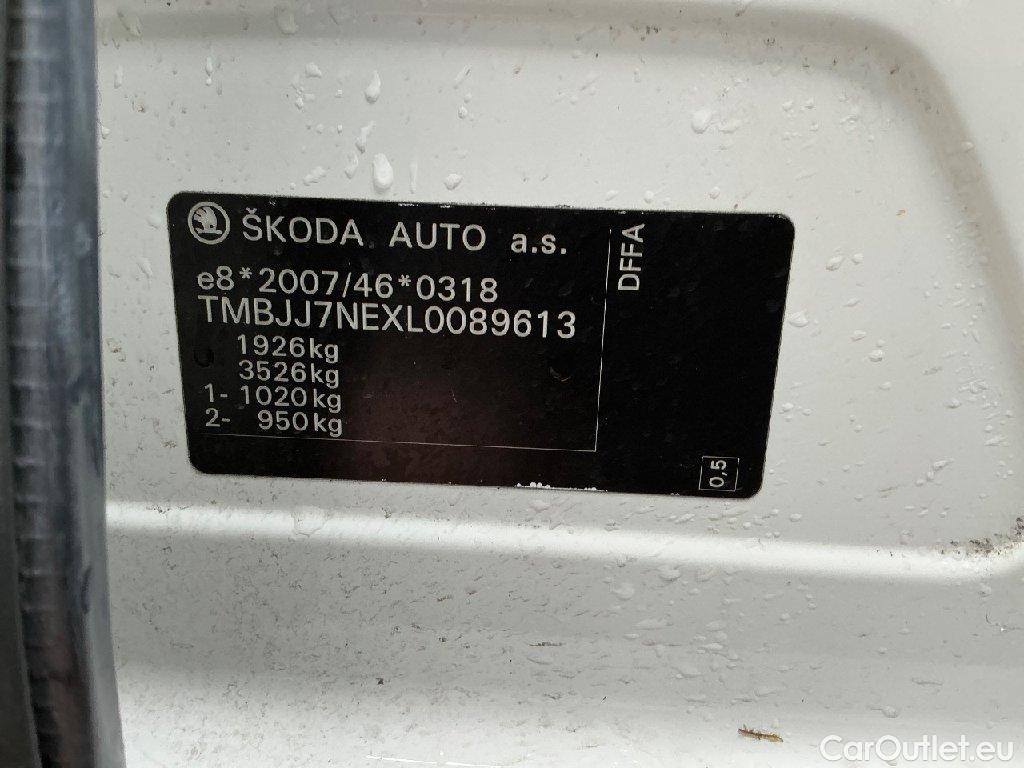 ŠKODA AUTO a.s.
e8*2007/46*0318
TMBJJ7NEXL0089613
1926kg
3526kg
1- 1020kg
2- 950kg
DFFA
0,5
CarOutlet.eu